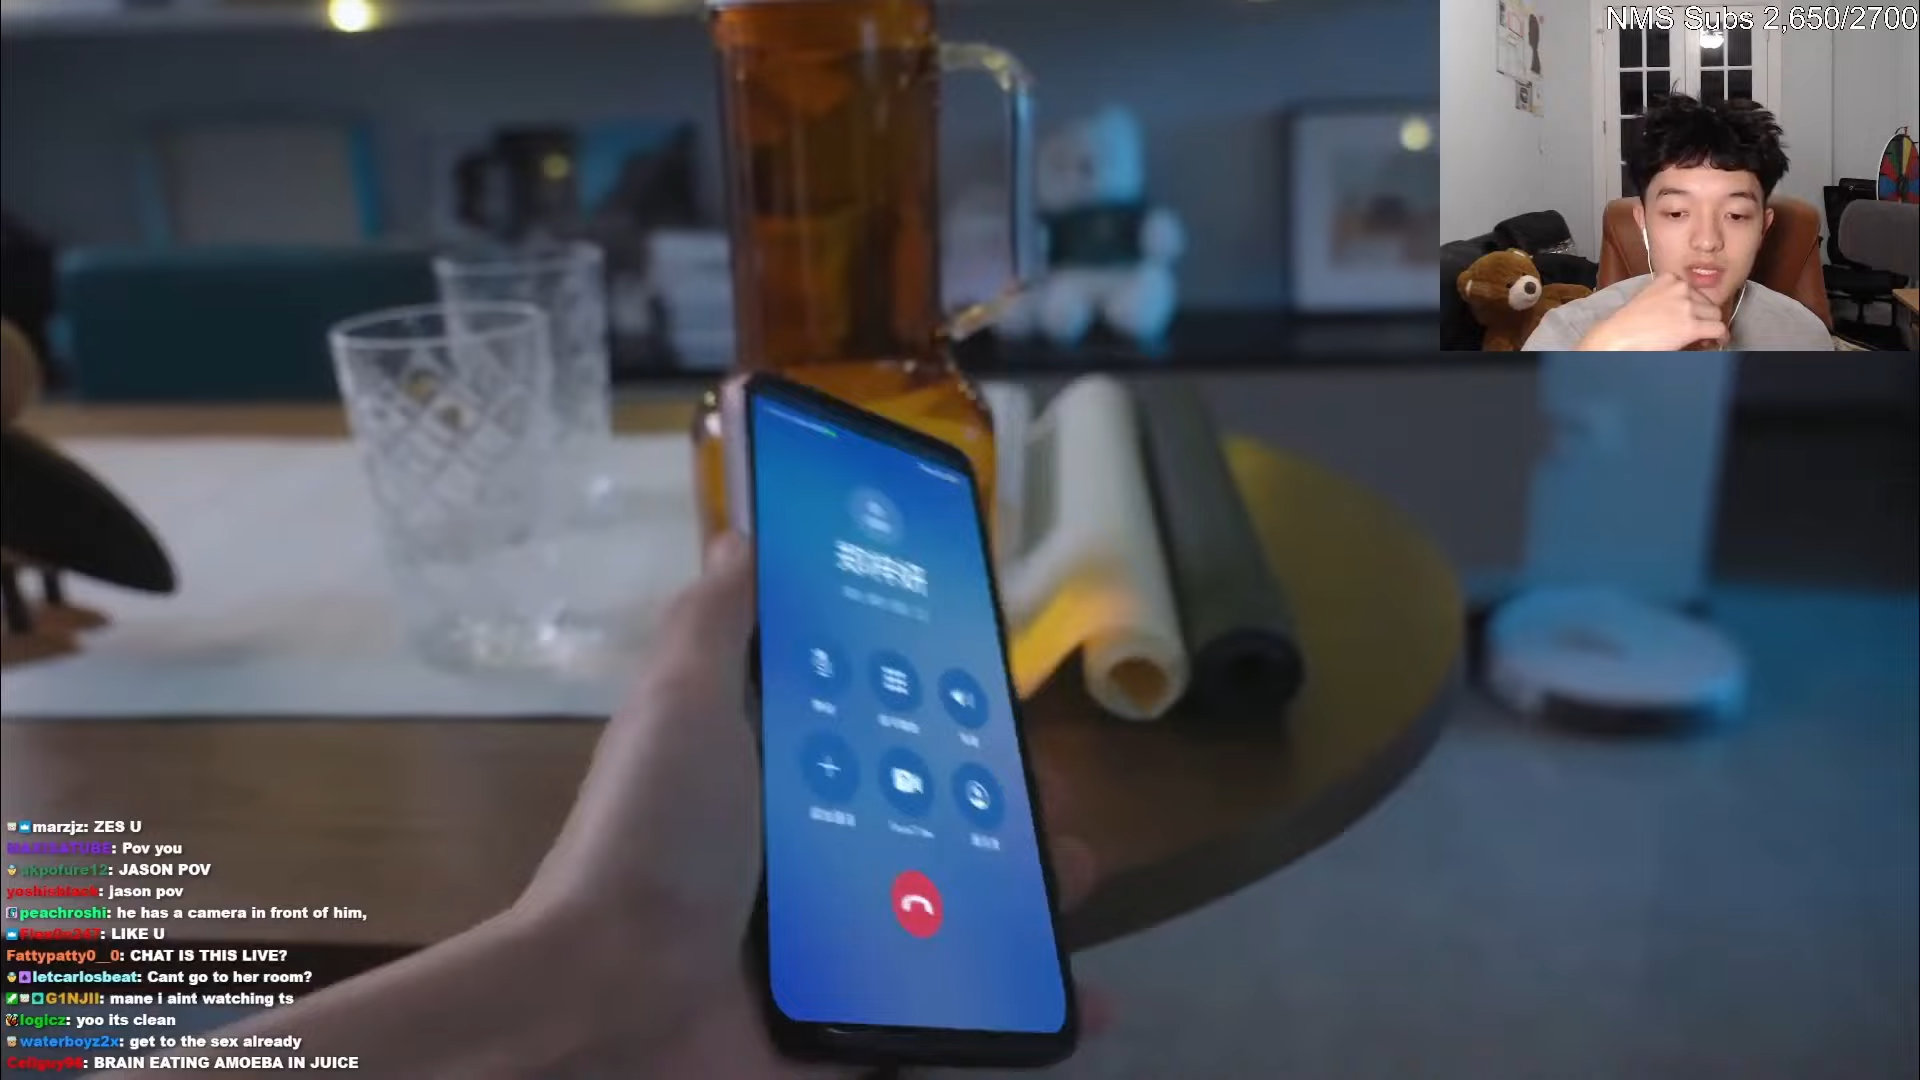 NMS Subs 2,650/2700
marzjz: ZES U
: Pov you
ukpofure12: JASON POV
: jason pov
peachroshi: he has a camera in front of him,
: LIKE U
Fattypatty0__0: CHAT IS THIS LIVE?
letcarlosbeat: Cant go to her room?
G1NJII: mane i aint watching ts
logicz: yoo its clean
waterboyz2x: get to the sex already
: BRAIN EATING AMOEBA IN JUICE